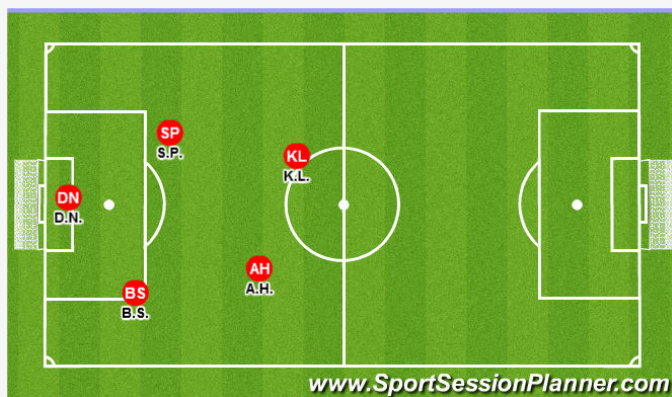 SP
S.P.
KL
K.L.
DN
D.N.
AH
A.H.
BS
B.S.
www.SportSessionPlanner.com